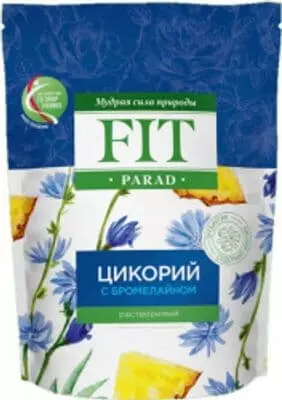 Мудрая сила природы
FIT
· PARAD ·
ЦИКОРИЙ
С БРОМЕЛАЙНОМ
растворимый